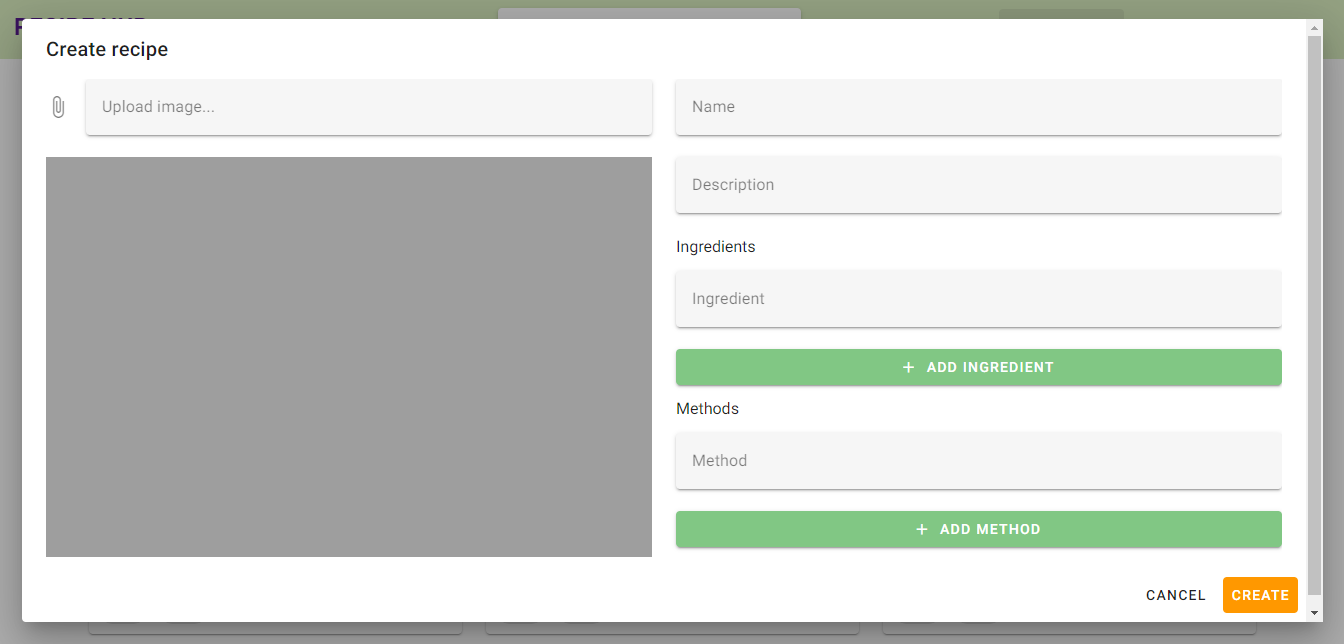 Create recipe
Upload image...
Name
Description
Ingredients
Ingredient
+ ADD INGREDIENT
Methods
Method
+ ADD METHOD
CANCEL
CREATE